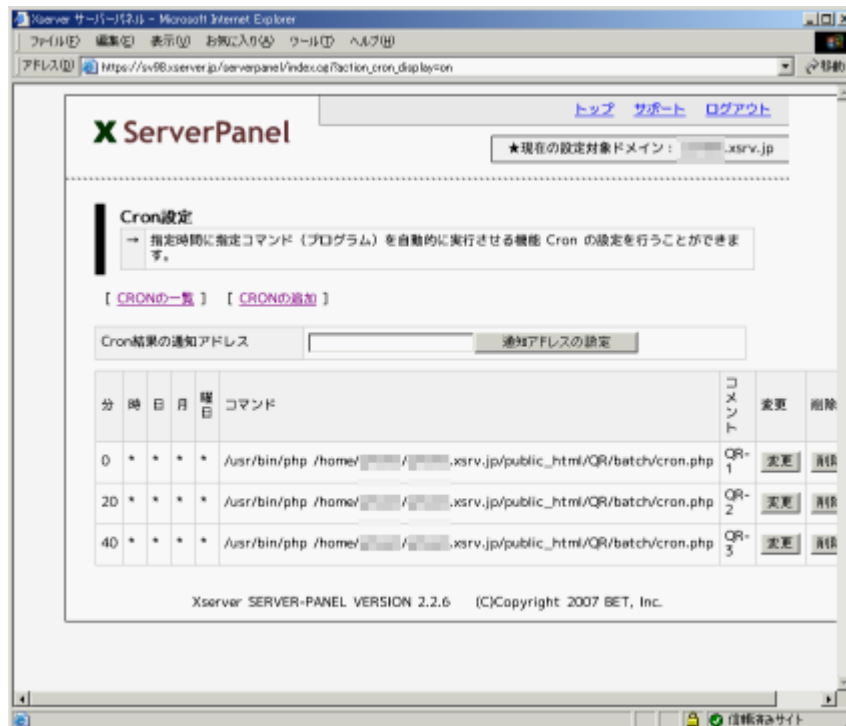 Xserver サーバーパネル - Microsoft Internet Explorer
ファイル(F) 編集(E) 表示(V) お気に入り(A) ツール(T) ヘルプ(H)
アドレス(D) https://sv98.xserver.jp/serverpanel/index.cgi?action_cron_display=on 移動
X ServerPanel
トップ サポート ログアウト
★現在の設定対象ドメイン: .xsrv.jp
Cron設定
→ 指定時間に指定コマンド(プログラム)を自動的に実行させる機能 Cron の設定を行うことができま
す。
[ CRONの一覧 ] [ CRONの追加 ]
Cron結果の通知アドレス 通知アドレスの設定
分 時 日 月 曜日 コマンド コメント 変更 削除
0 * * * * /usr/bin/php /home/ / .xsrv.jp/public_html/QR/batch/cron.php QR-1 変更 削除
20 * * * * /usr/bin/php /home/ / .xsrv.jp/public_html/QR/batch/cron.php QR-2 変更 削除
40 * * * * /usr/bin/php /home/ / .xsrv.jp/public_html/QR/batch/cron.php QR-3 変更 削除
Xserver SERVER-PANEL VERSION 2.2.6 (C)Copyright 2007 BET, Inc.
信頼済みサイト